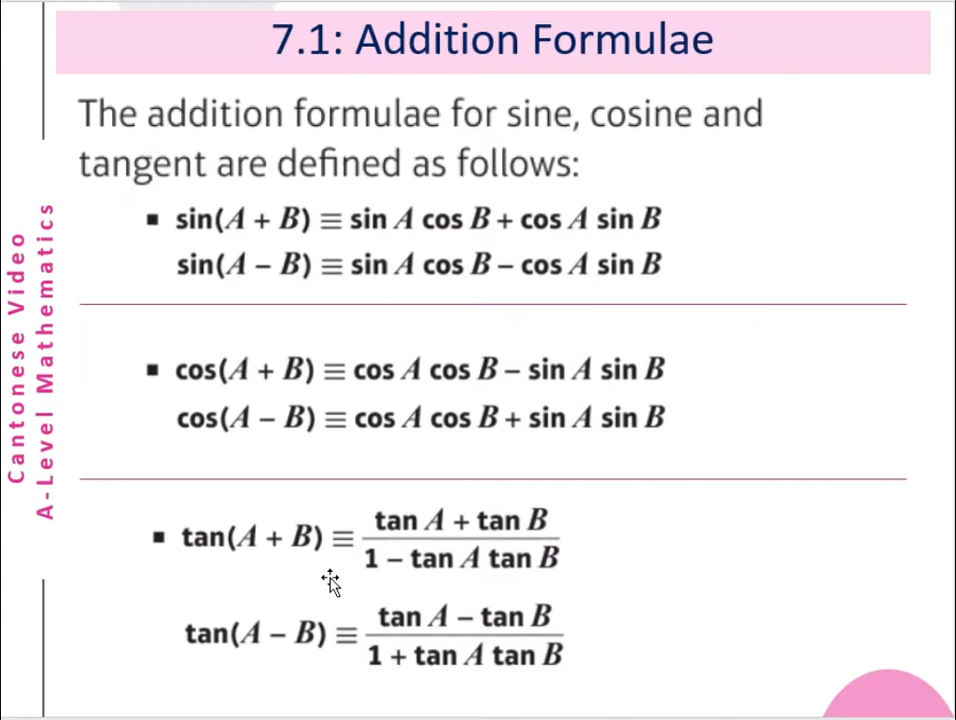 7.1: Addition Formulae
The addition formulae for sine, cosine and
tangent are defined as follows:
▪ sin(A + B) ≡ sin A cos B + cos A sin B
sin(A − B) ≡ sin A cos B − cos A sin B
▪ cos(A + B) ≡ cos A cos B − sin A sin B
cos(A − B) ≡ cos A cos B + sin A sin B
▪ tan(A + B) ≡ (tan A + tan B) / (1 − tan A tan B)
tan(A − B) ≡ (tan A − tan B) / (1 + tan A tan B)
Cantonese Video
A-Level Mathematics